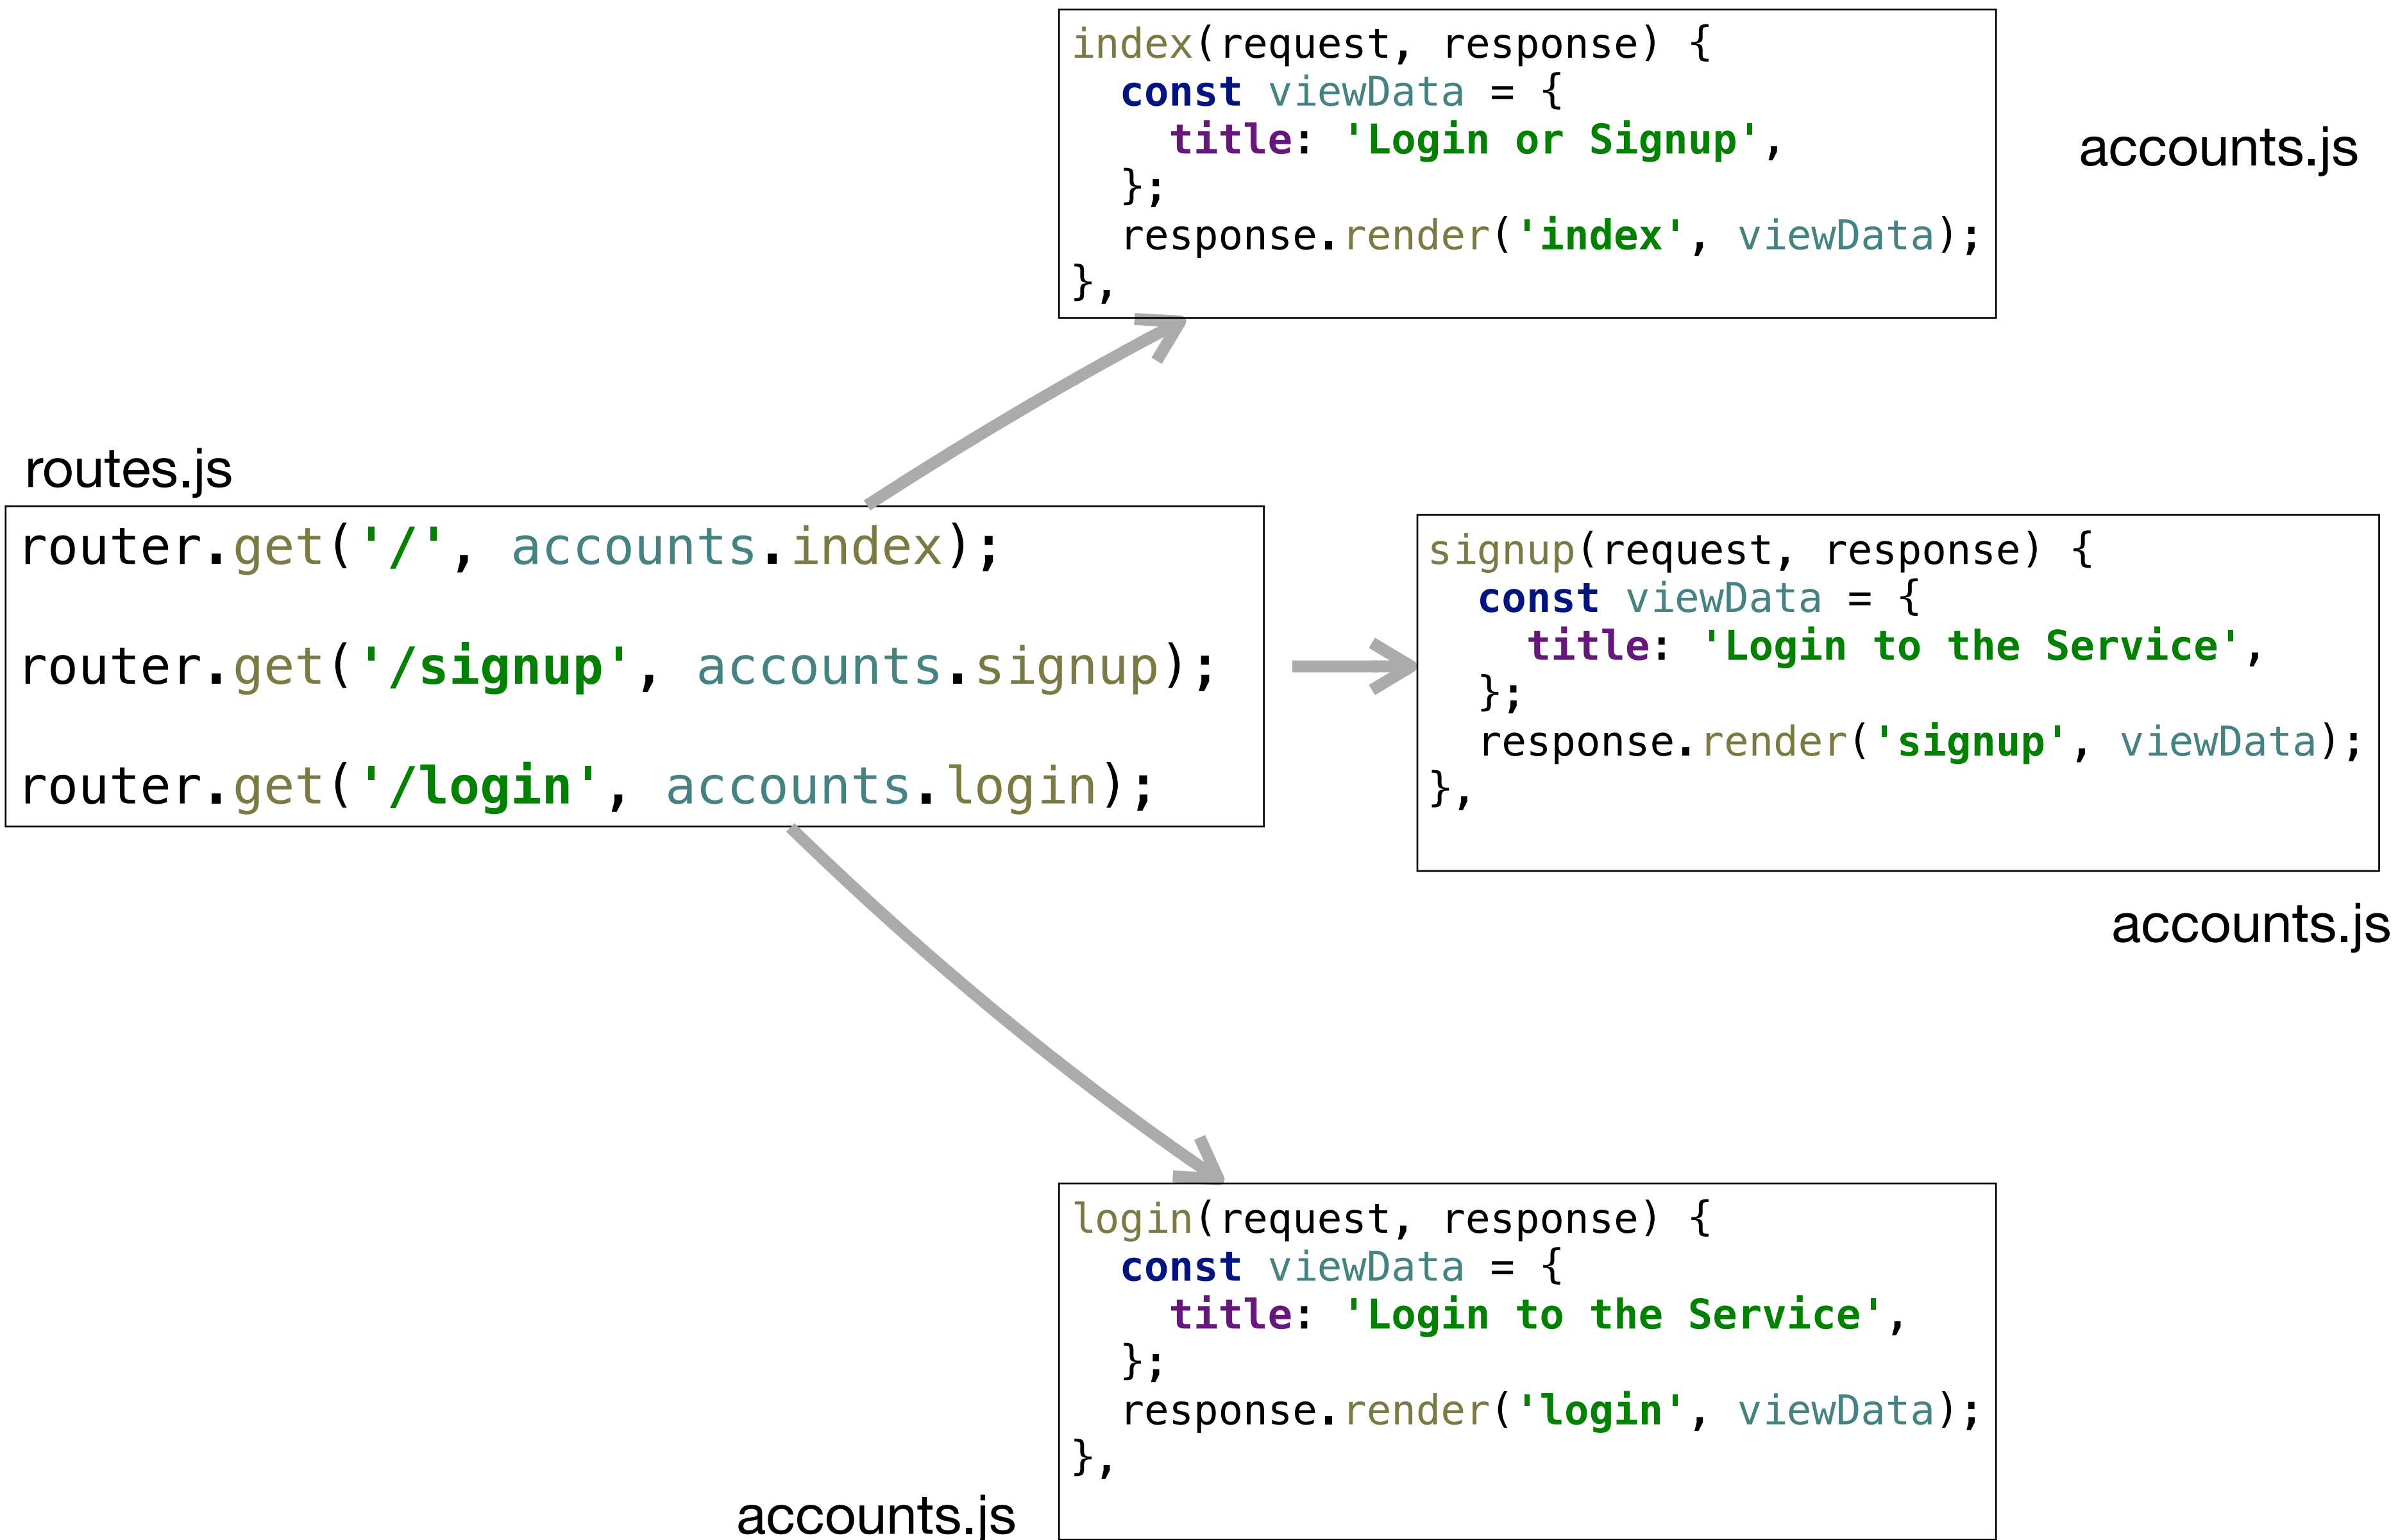 index(request, response) {
  const viewData = {
    title: 'Login or Signup',
  };
  response.render('index', viewData);
},
accounts.js
routes.js
router.get('/', accounts.index);
router.get('/signup', accounts.signup);
router.get('/login', accounts.login);
signup(request, response) {
  const viewData = {
    title: 'Login to the Service',
  };
  response.render('signup', viewData);
},
accounts.js
login(request, response) {
  const viewData = {
    title: 'Login to the Service',
  };
  response.render('login', viewData);
},
accounts.js